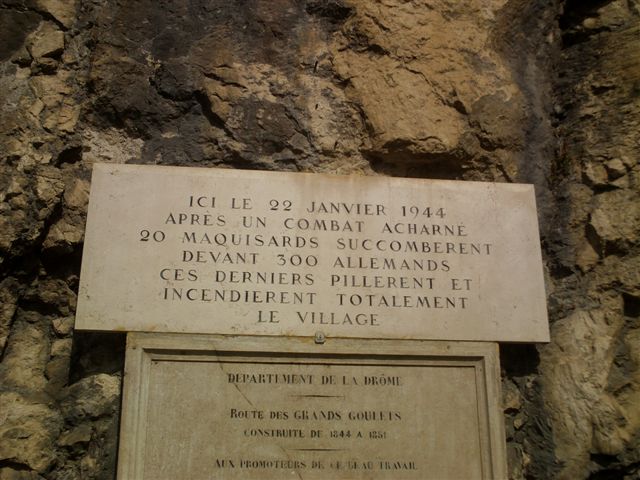 ICI LE 22 JANVIER 1944
APRÈS UN COMBAT ACHARNÉ
20 MAQUISARDS SUCCOMBERENT
DEVANT 300 ALLEMANDS
CES DERNIERS PILLERENT ET
INCENDIERENT TOTALEMENT
LE VILLAGE
DÉPARTEMENT DE LA DRÔME
ROUTE DES GRANDS GOULETS
CONSTRUITE DE 1844 A 1851
AUX PROMOTEURS DE CE BEAU TRAVAIL